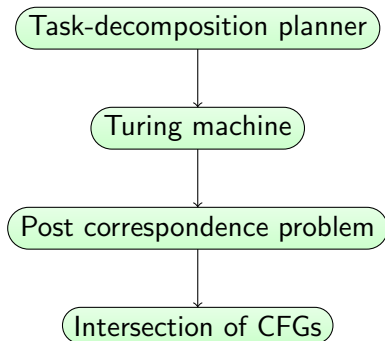 Task-decomposition planner
Turing machine
Post correspondence problem
Intersection of CFGs